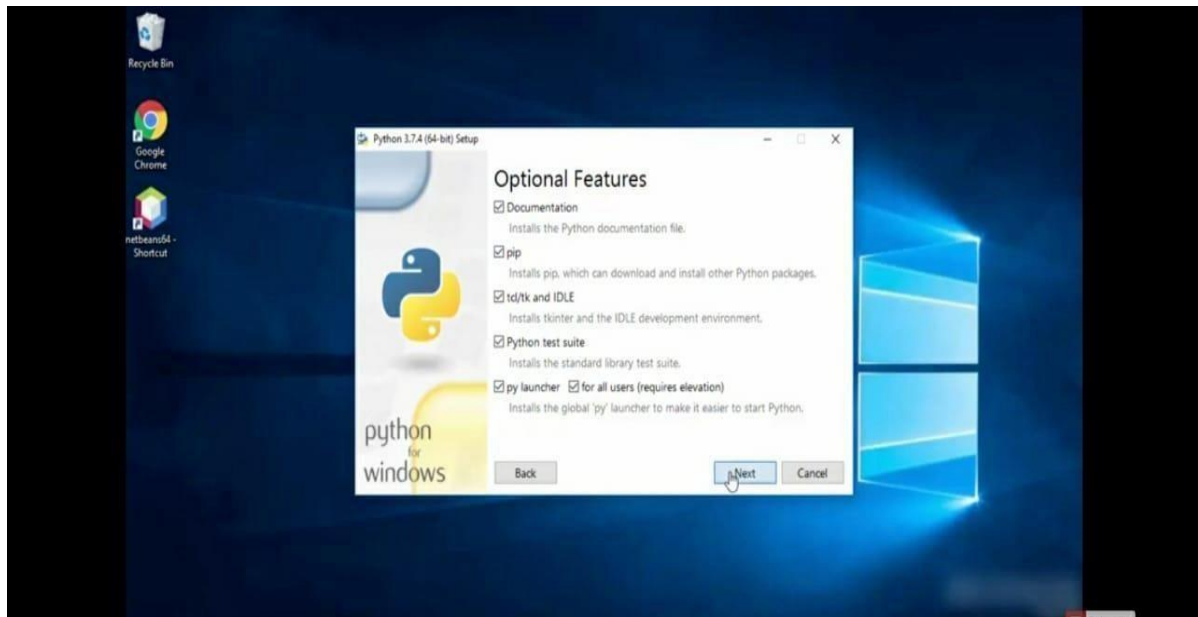 Recycle Bin
Google
Chrome
netbeans64 -
Shortcut
Python 3.7.4 (64-bit) Setup
Optional Features
Documentation
Installs the Python documentation file.
pip
Installs pip, which can download and install other Python packages.
tcl/tk and IDLE
Installs tkinter and the IDLE development environment.
Python test suite
Installs the standard library test suite.
py launcher for all users (requires elevation)
Installs the global 'py' launcher to make it easier to start Python.
python
for
windows
Back Next Cancel